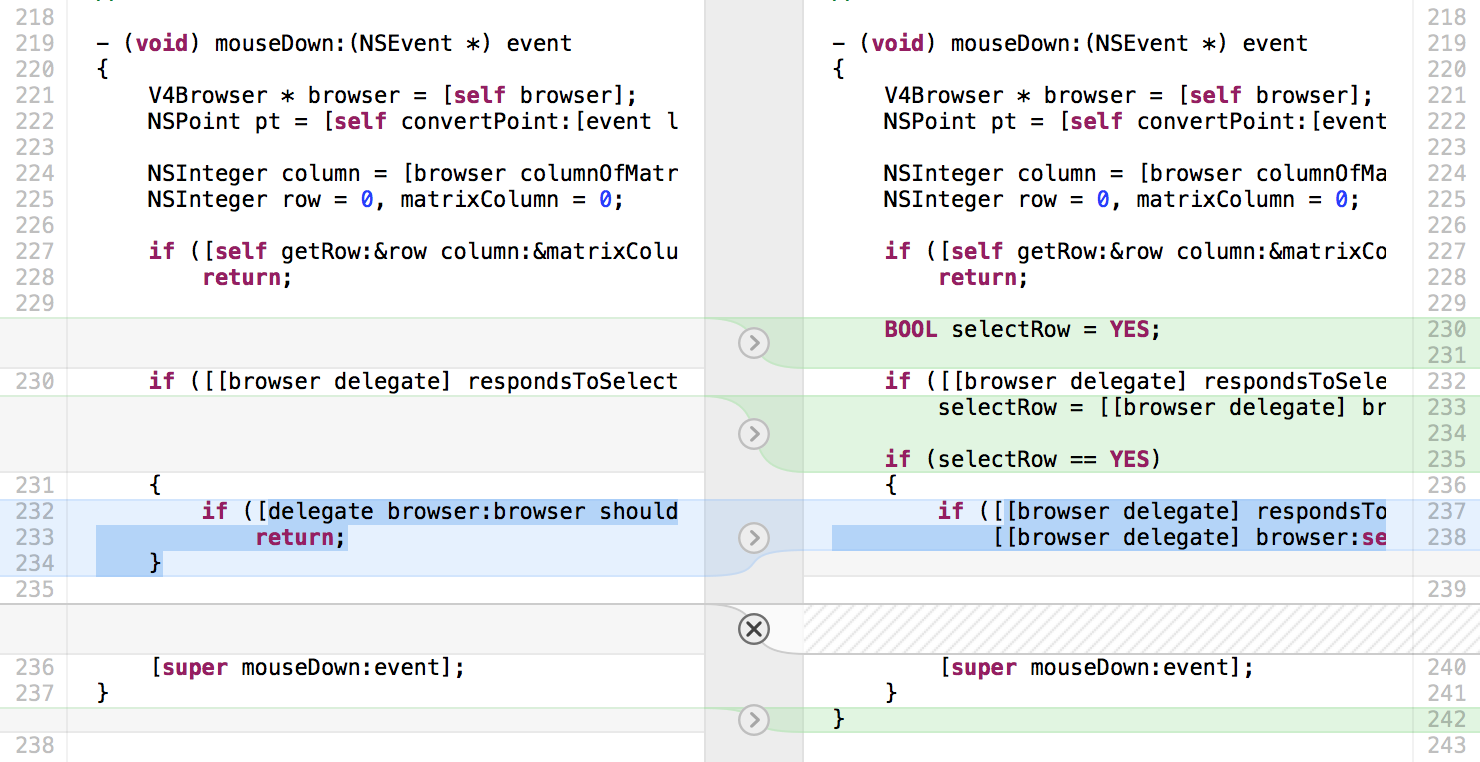 218
219 - (void) mouseDown:(NSEvent *) event
220 {
221 V4Browser * browser = [self browser];
222 NSPoint pt = [self convertPoint:[event l
223
224 NSInteger column = [browser columnOfMatr
225 NSInteger row = 0, matrixColumn = 0;
226
227 if ([self getRow:&row column:&matrixColu
228 return;
229
230 if ([[browser delegate] respondsToSelect
231 {
232 if ([delegate browser:browser should
233 return;
234 }
235
236 [super mouseDown:event];
237 }
238
218
- (void) mouseDown:(NSEvent *) event 219
{ 220
V4Browser * browser = [self browser]; 221
NSPoint pt = [self convertPoint:[event 222
223
NSInteger column = [browser columnOfMa 224
NSInteger row = 0, matrixColumn = 0; 225
226
if ([self getRow:&row column:&matrixCo 227
return; 228
229
BOOL selectRow = YES; 230
231
if ([[browser delegate] respondsToSele 232
selectRow = [[browser delegate] br 233
234
if (selectRow == YES) 235
{ 236
if ([[browser delegate] respondsTo 237
[[browser delegate] browser:se 238
239
[super mouseDown:event]; 240
} 241
} 242
243